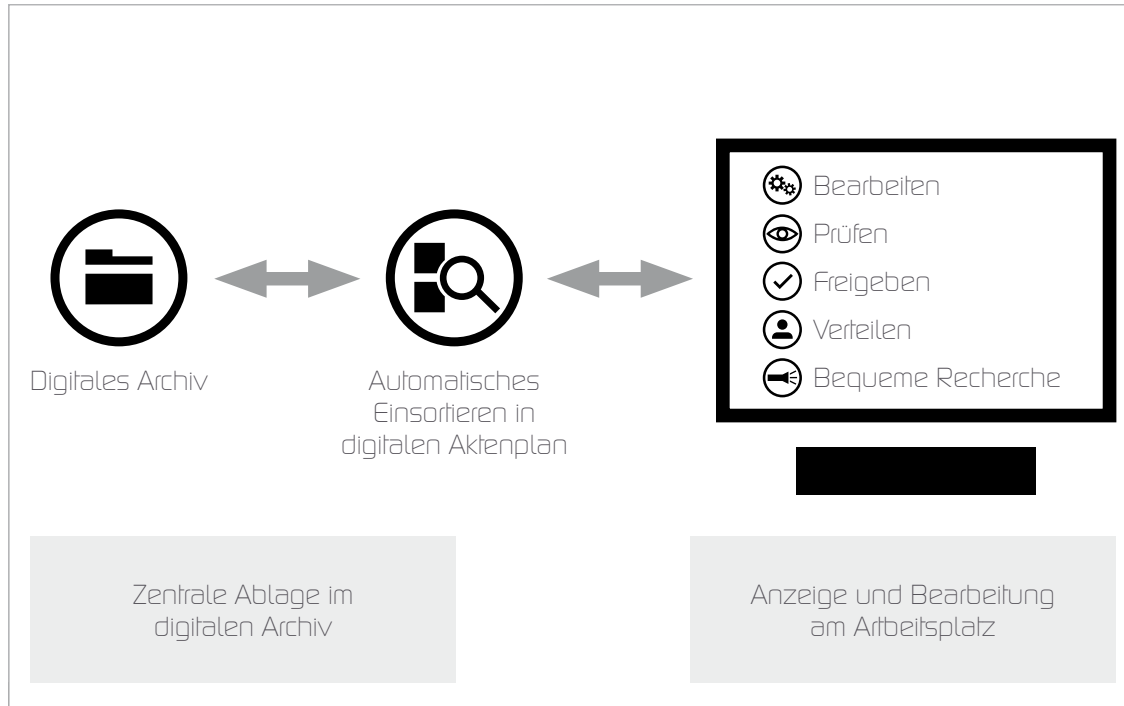 Bearbeiten
Prüfen
Freigeben
Verteilen
Bequeme Recherche
Digitales Archiv
Automatisches
Einsortieren in
digitalen Aktenplan
Zentrale Ablage im
digitalen Archiv
Anzeige und Bearbeitung
am Artbeitsplatz